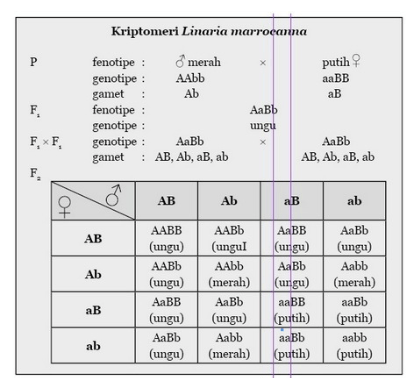 Kriptomeri Linaria marrocanna
P fenotipe : ♂ merah × putih ♀
genotipe : AAbb aaBB
gamet : Ab aB
F₁ fenotipe : AaBb
genotipe : ungu
F₁ × F₁ genotipe : AaBb × AaBb
gamet : AB, Ab, aB, ab AB, Ab, aB, ab
F₂
♀ ♂ AB Ab aB ab
AB AABB (ungu) AABb (unguI AaBB (ungu) AaBb (ungu)
Ab AABb (ungu) AAbb (merah) AaBb (ungu) Aabb (merah)
aB AaBB (ungu) AaBb (ungu) aaBB (putih) aaBb (putih)
ab AaBb (ungu) Aabb (merah) aaBb (putih) aabb (putih)